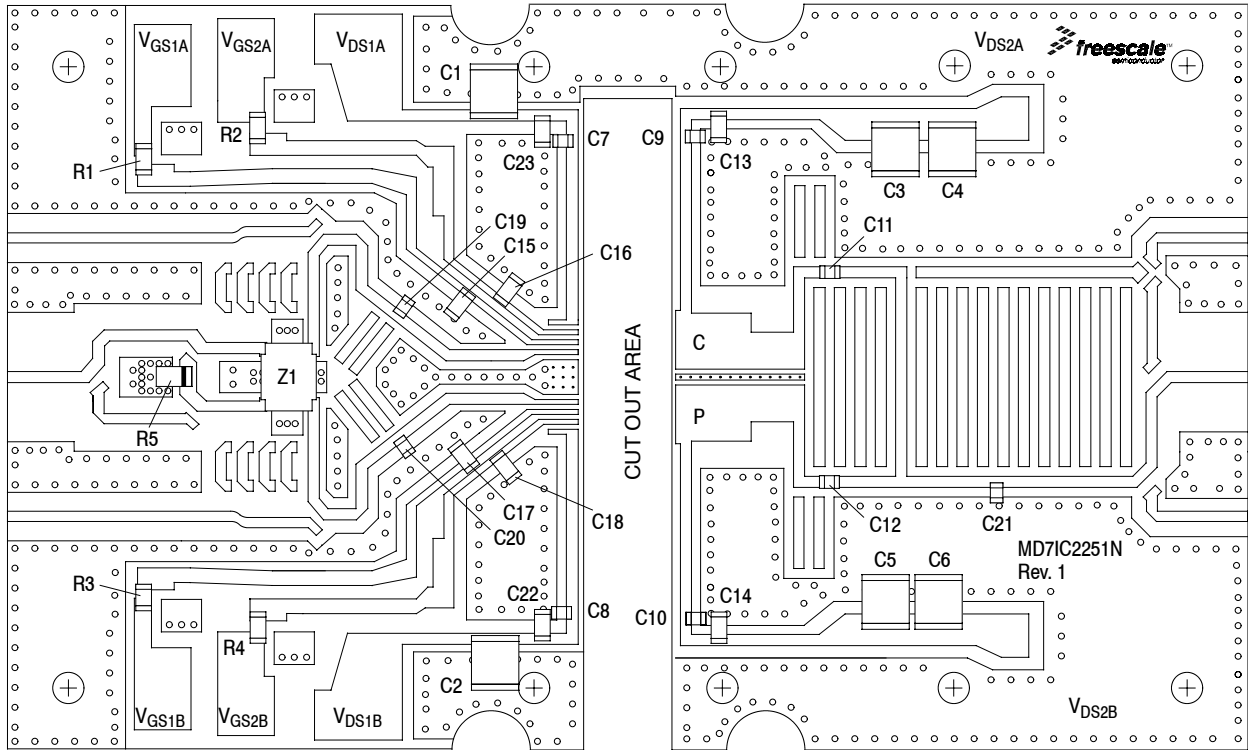 VGS1A
VGS2A
VDS1A
VDS2A
freescale™
semiconductor
C1
R2
R1
C23
C7
C9
C13
C3
C4
C19
C15
C16
C11
CUT OUT AREA
Z1
R5
C
P
C17
C20
C18
C12
C21
MD7IC2251N
Rev. 1
R3
R4
C22
C8
C10
C14
C5
C6
C2
VGS1B
VGS2B
VDS1B
VDS2B